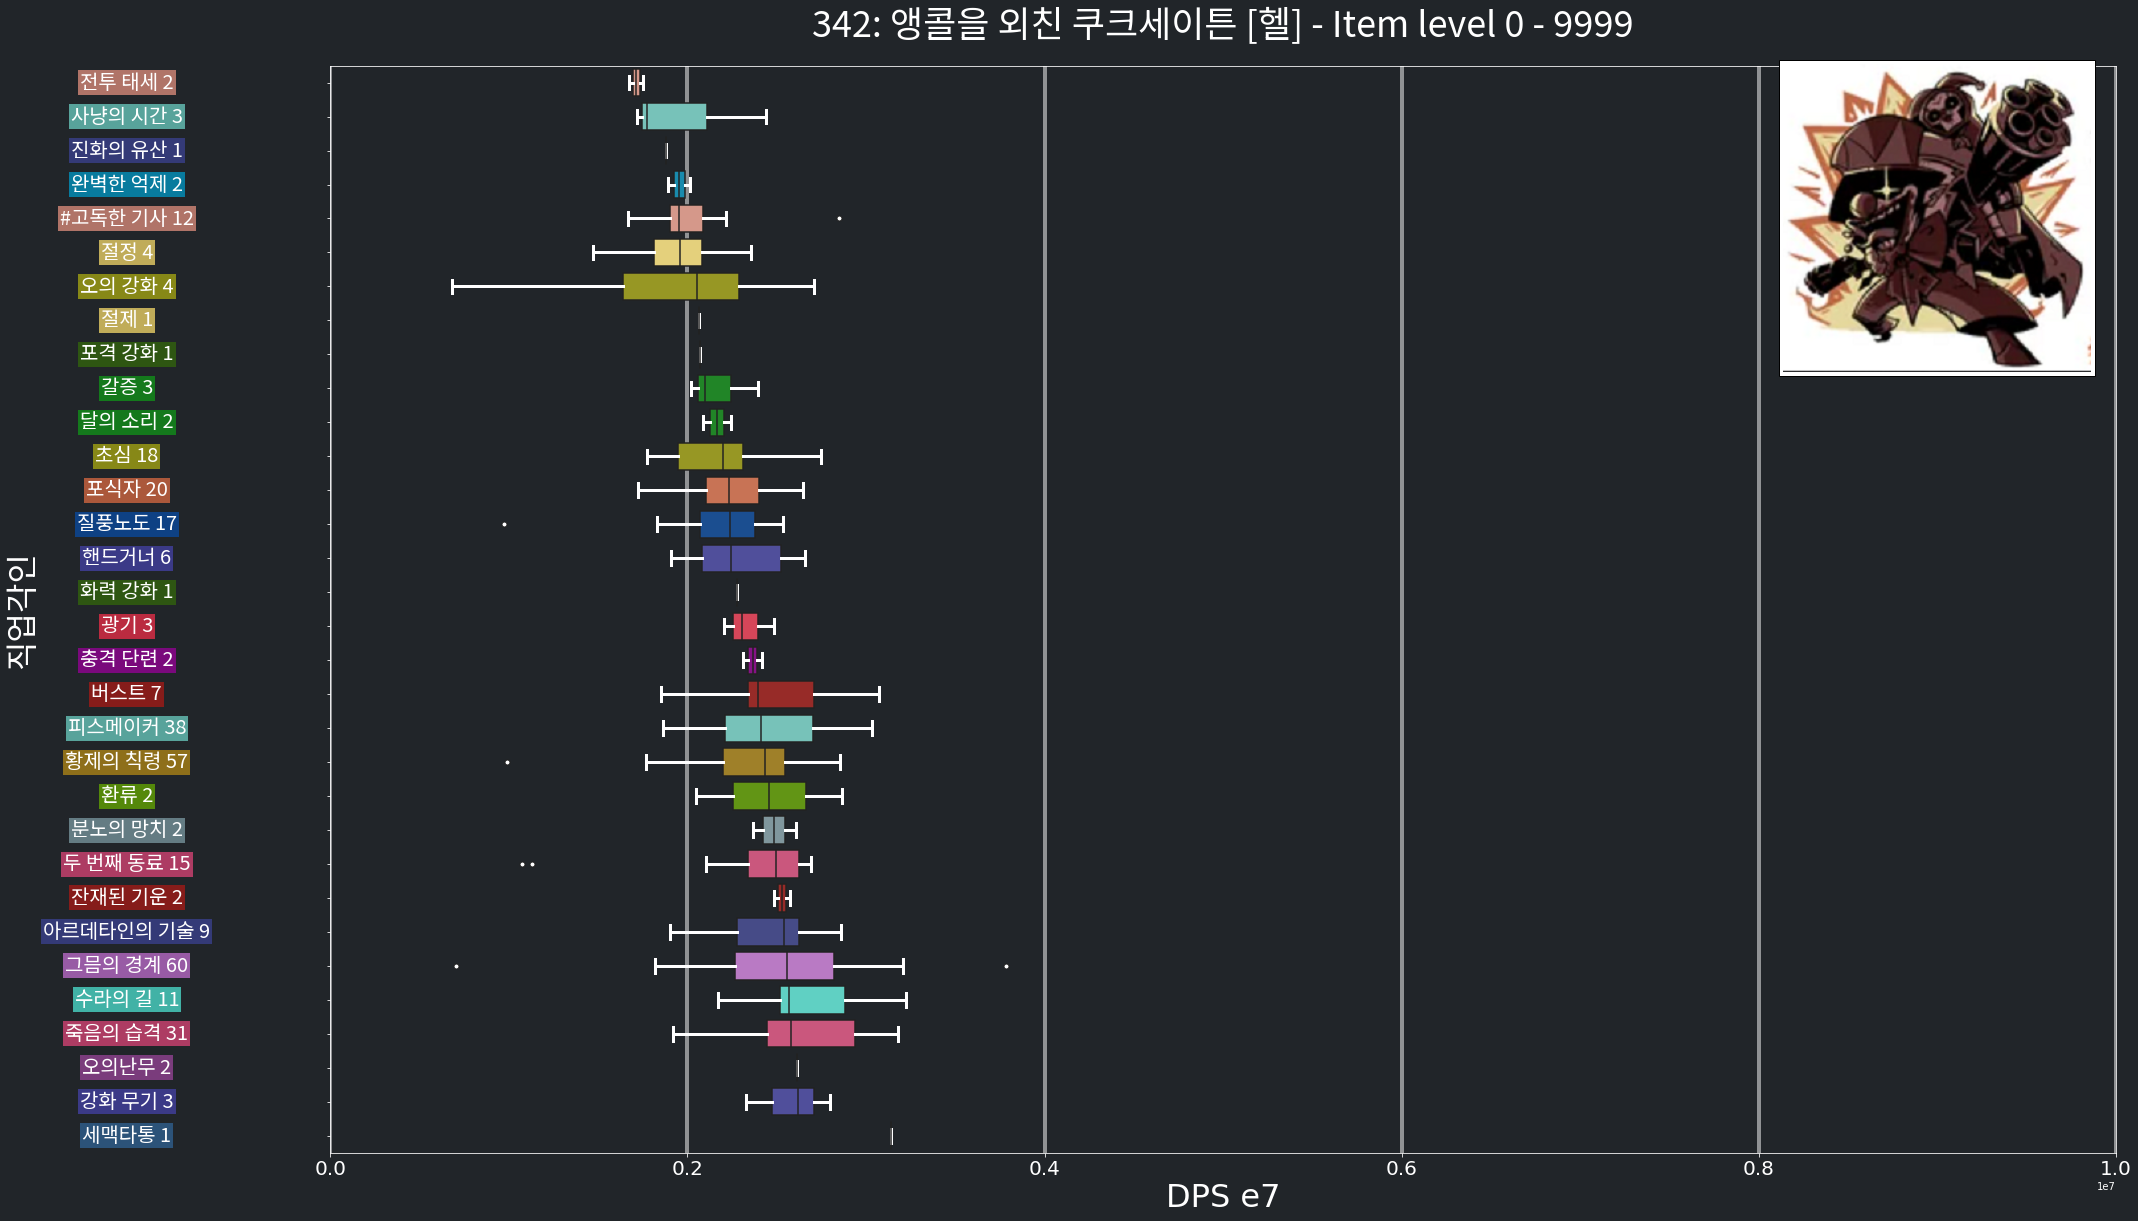 342: 앵콜을 외친 쿠크세이튼 [헬] - Item level 0 - 9999
전투 태세 2
사냥의 시간 3
진화의 유산 1
완벽한 억제 2
#고독한 기사 12
절정 4
오의 강화 4
절제 1
포격 강화 1
갈증 3
달의 소리 2
초심 18
포식자 20
질풍노도 17
핸드거너 6
화력 강화 1
광기 3
충격 단련 2
버스트 7
피스메이커 38
황제의 칙령 57
환류 2
분노의 망치 2
두 번째 동료 15
잔재된 기운 2
아르데타인의 기술 9
그믐의 경계 60
수라의 길 11
죽음의 습격 31
오의난무 2
강화 무기 3
세맥타통 1
직업각인
0.0 0.2 0.4 0.6 0.8 1.0
1e7
DPS e7